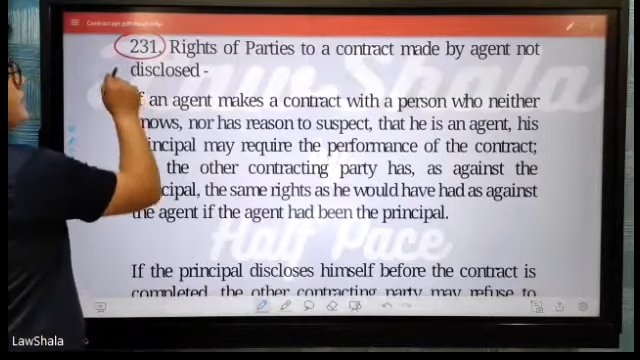 231. Rights of Parties to a contract made by agent not
disclosed -
f an agent makes a contract with a person who neither
nows, nor has reason to suspect, that he is an agent, his
incipal may require the performance of the contract;
the other contracting party has, as against the
cipal, the same rights as he would have had as against
the agent if the agent had been the principal.
Half Pace
If the principal discloses himself before the contract is
completed, the other contracting party may refuse to
LawShala